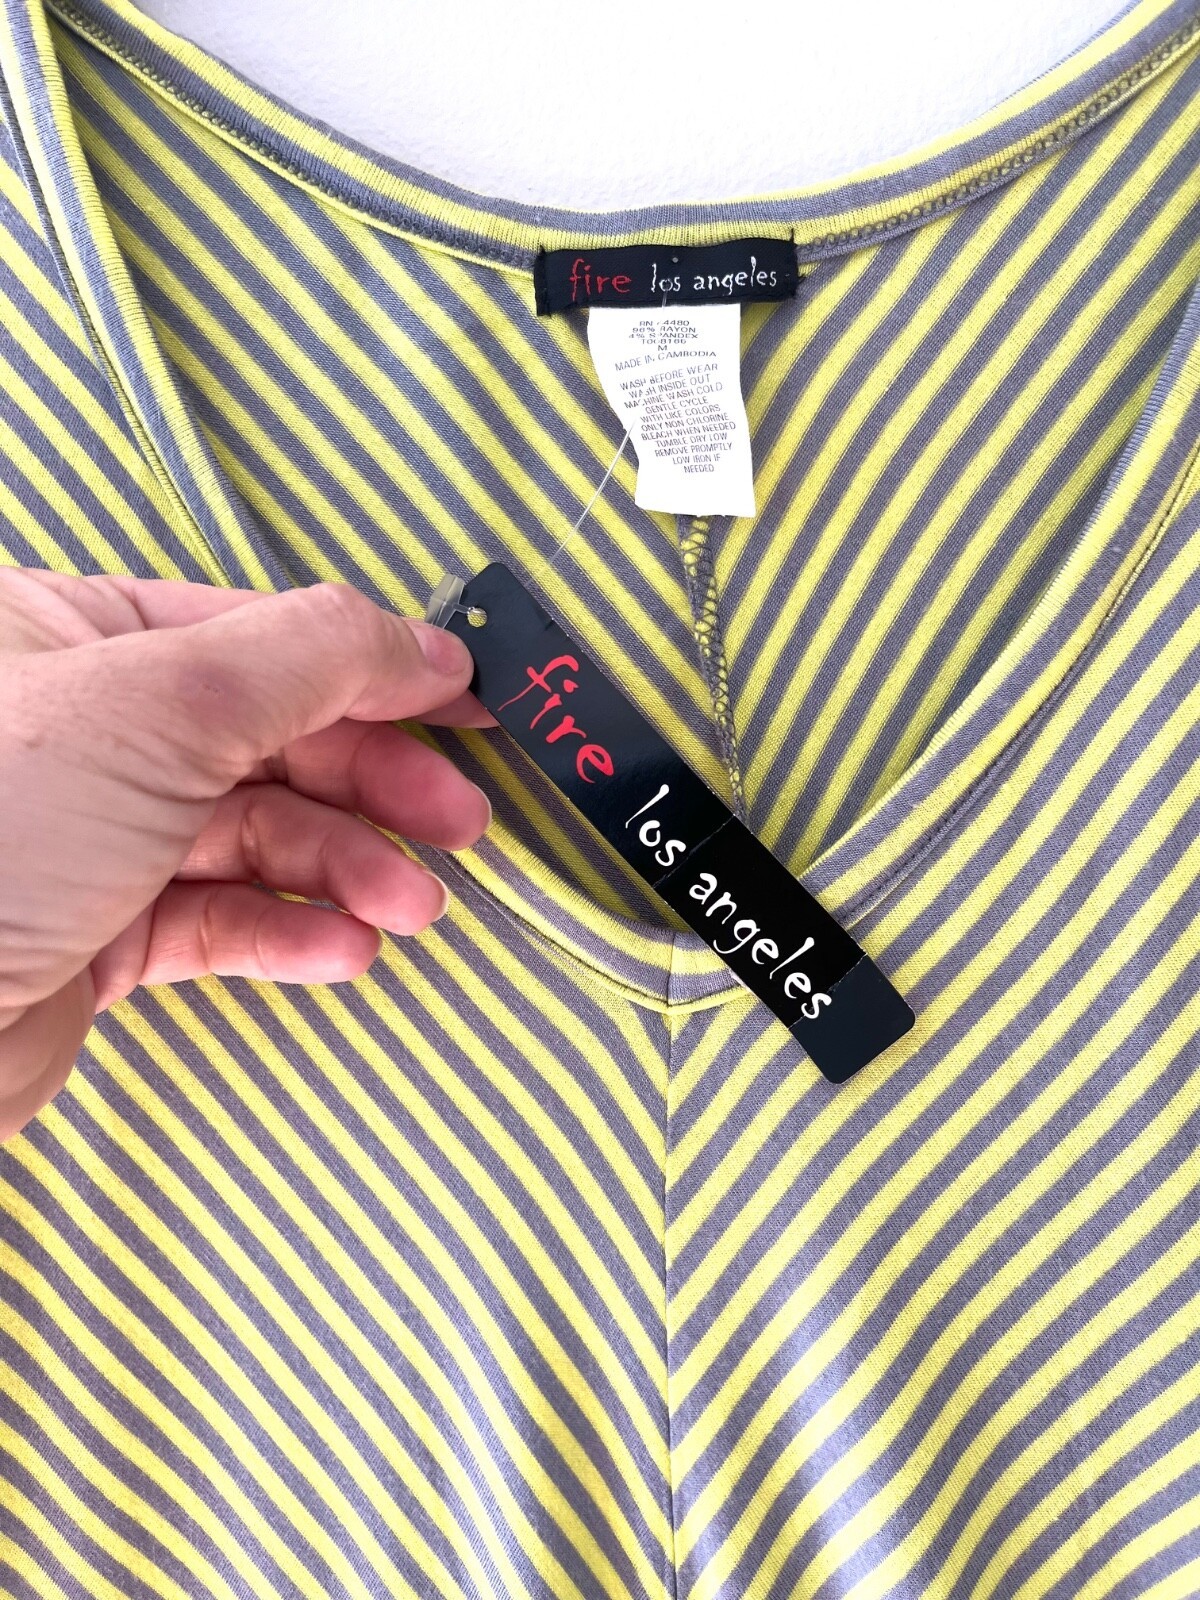 fire los angeles
96% RAYON
4% SPANDEX
M
MADE IN CAMBODIA
WASH BEFORE WEAR
WASH INSIDE OUT
MACHINE WASH COLD
GENTLE CYCLE
WITH LIKE COLORS
ONLY NON CHLORINE
BLEACH WHEN NEEDED
TUMBLE DRY LOW
REMOVE PROMPTLY
LOW IRON IF
NEEDED
fire los angeles